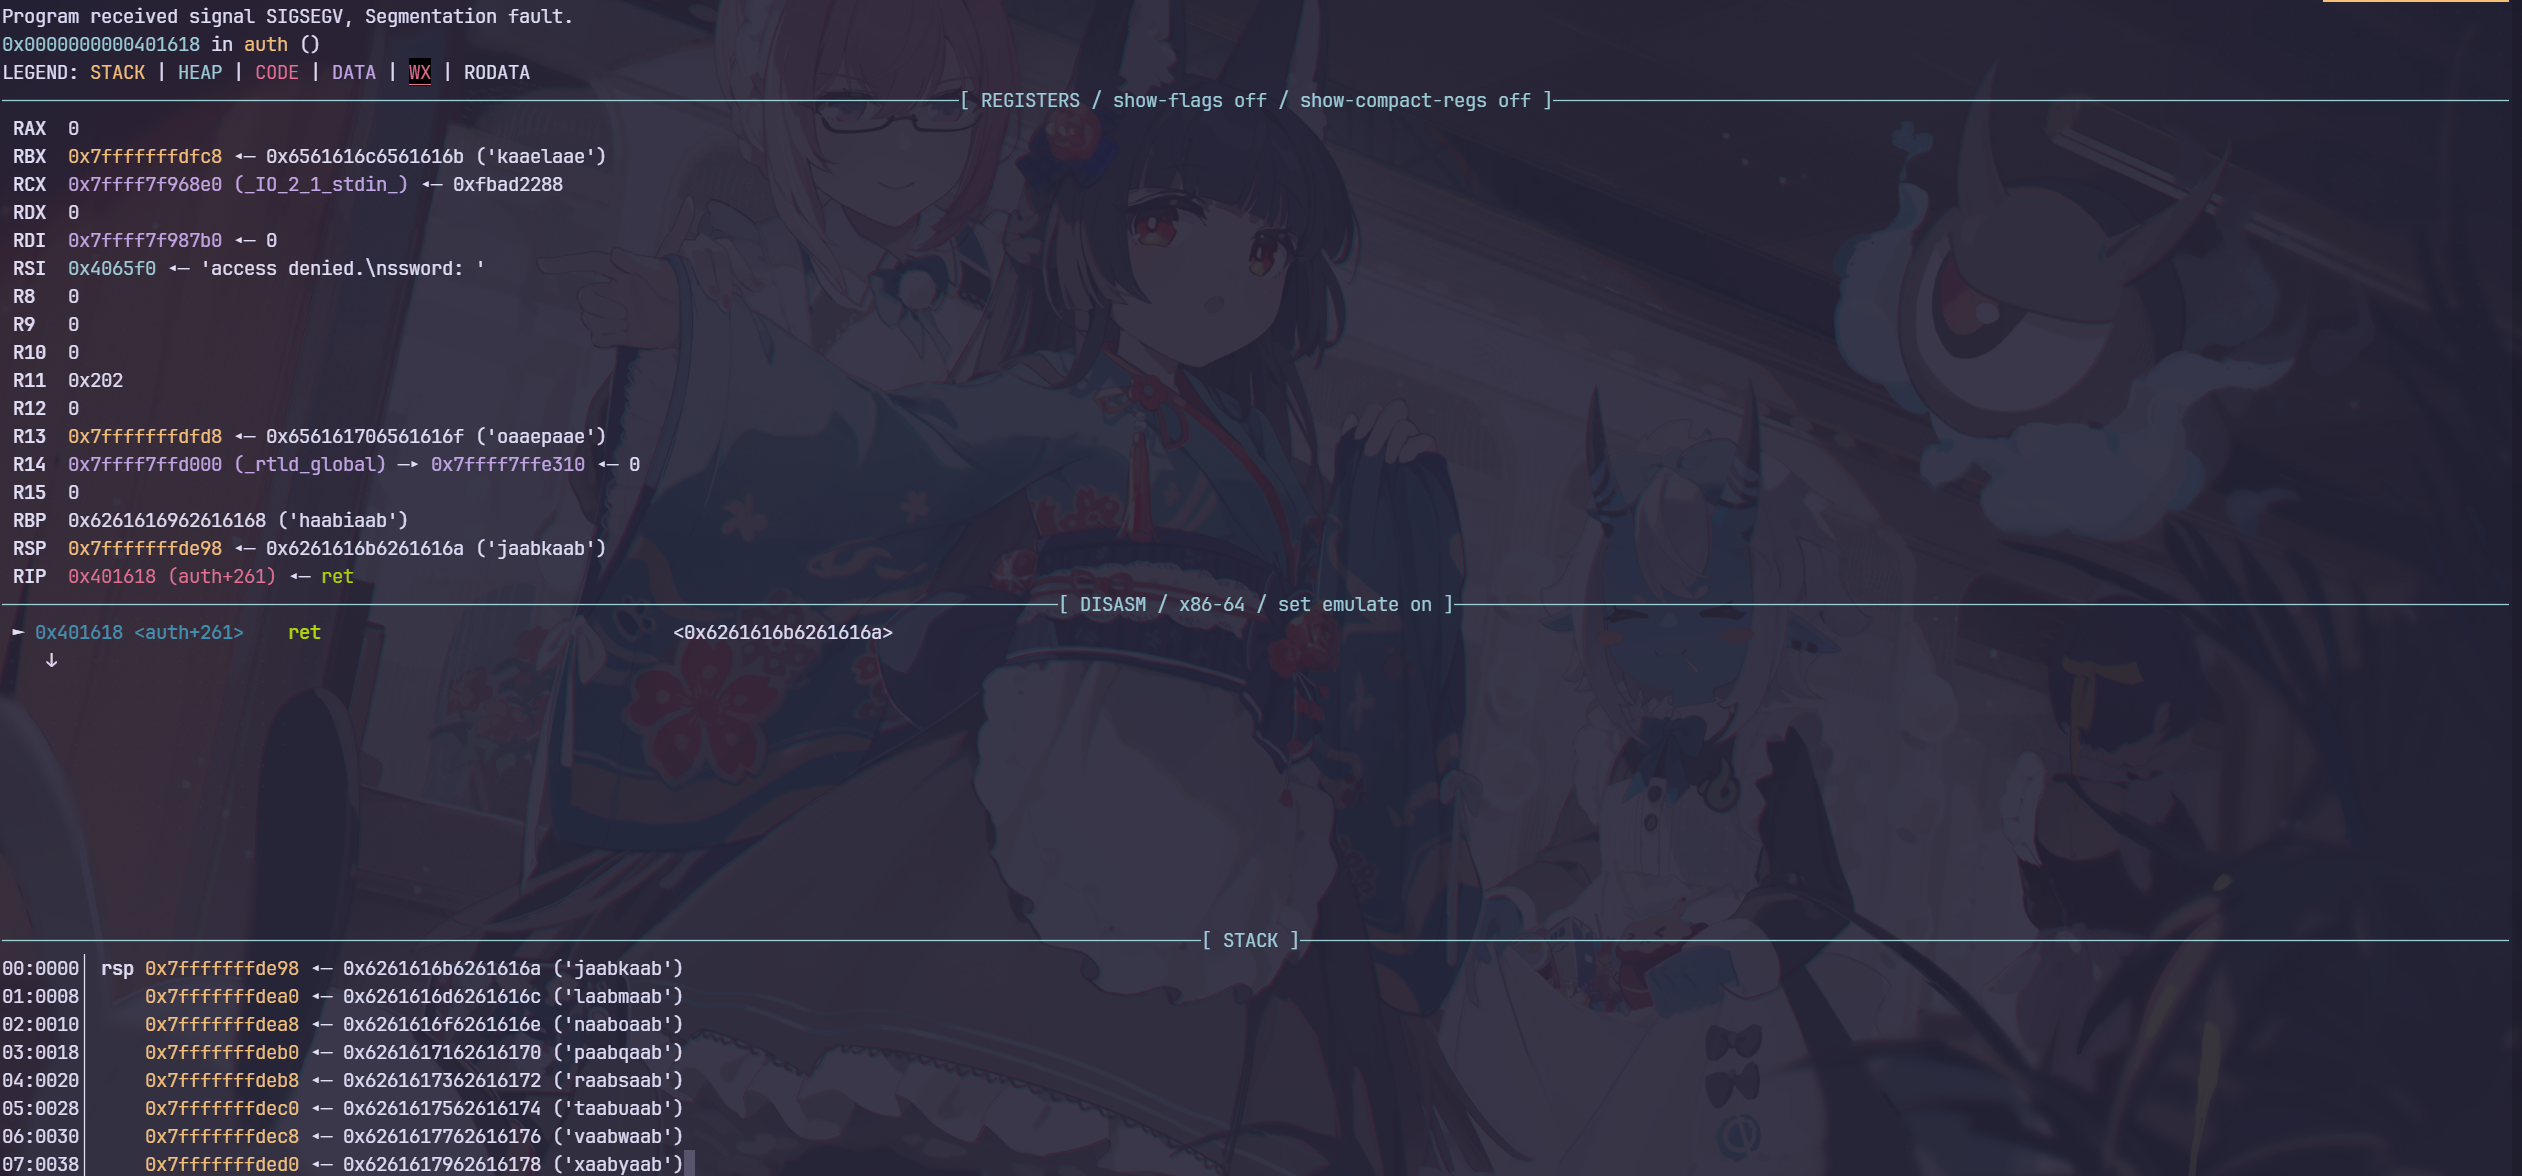 Program received signal SIGSEGV, Segmentation fault.
0x0000000000401618 in auth ()
LEGEND: STACK | HEAP | CODE | DATA | WX | RODATA
[ REGISTERS / show-flags off / show-compact-regs off ]
RAX 0
RBX 0x7fffffffdfc8 ◂— 0x6561616c6561616b ('kaaelaae')
RCX 0x7ffff7f968e0 (_IO_2_1_stdin_) ◂— 0xfbad2288
RDX 0
RDI 0x7ffff7f987b0 ◂— 0
RSI 0x4065f0 ◂— 'access denied.\nssword: '
R8 0
R9 0
R10 0
R11 0x202
R12 0
R13 0x7fffffffdfd8 ◂— 0x656161706561616f ('oaaepaae')
R14 0x7ffff7ffd000 (_rtld_global) —▸ 0x7ffff7ffe310 ◂— 0
R15 0
RBP 0x6261616962616168 ('haabiaab')
RSP 0x7fffffffde98 ◂— 0x6261616b6261616a ('jaabkaab')
RIP 0x401618 (auth+261) ◂— ret
[ DISASM / x86-64 / set emulate on ]
► 0x401618 <auth+261> ret <0x6261616b6261616a>
↓
[ STACK ]
00:0000│ rsp 0x7fffffffde98 ◂— 0x6261616b6261616a ('jaabkaab')
01:0008│ 0x7fffffffdea0 ◂— 0x6261616d6261616c ('laabmaab')
02:0010│ 0x7fffffffdea8 ◂— 0x6261616f6261616e ('naaboaab')
03:0018│ 0x7fffffffdeb0 ◂— 0x6261617162616170 ('paabqaab')
04:0020│ 0x7fffffffdeb8 ◂— 0x6261617362616172 ('raabsaab')
05:0028│ 0x7fffffffdec0 ◂— 0x6261617562616174 ('taabuaab')
06:0030│ 0x7fffffffdec8 ◂— 0x6261617762616176 ('vaabwaab')
07:0038│ 0x7fffffffded0 ◂— 0x6261617962616178 ('xaabyaab')